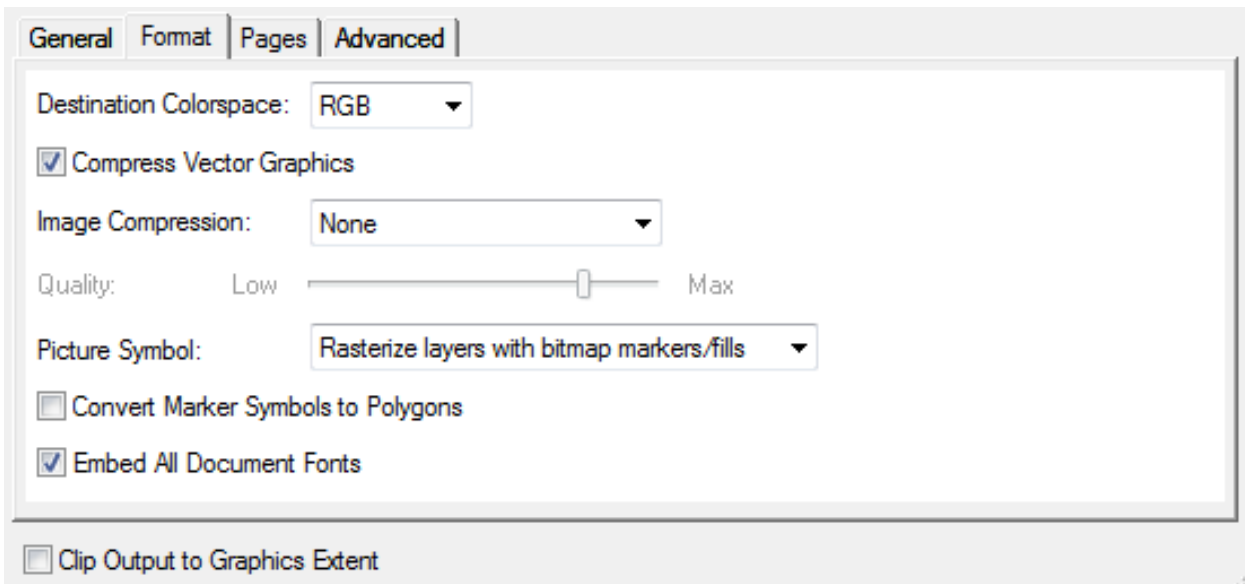 General Format Pages Advanced
Destination Colorspace: RGB
Compress Vector Graphics
Image Compression: None
Quality: Low Max
Picture Symbol: Rasterize layers with bitmap markers/fills
Convert Marker Symbols to Polygons
Embed All Document Fonts
Clip Output to Graphics Extent